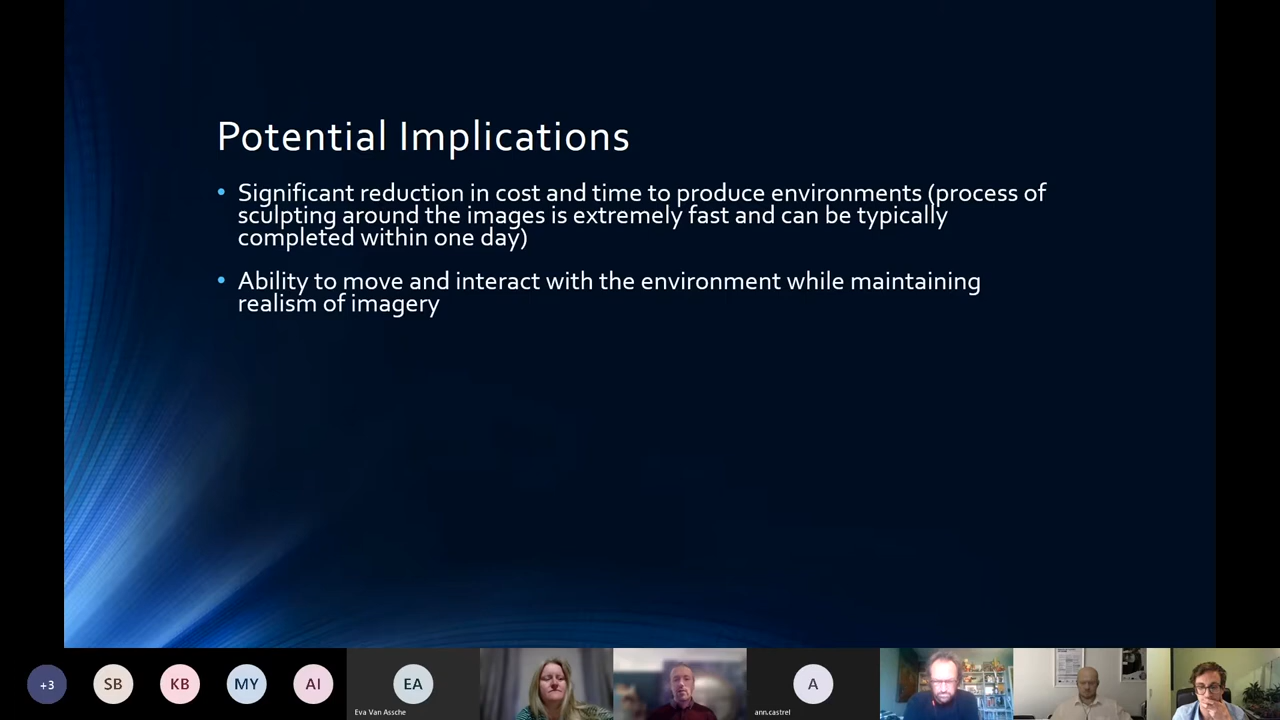 Potential Implications
• Significant reduction in cost and time to produce environments (process of
sculpting around the images is extremely fast and can be typically
completed within one day)
• Ability to move and interact with the environment while maintaining
realism of imagery
+3
SB
KB
MY
AI
EA
A
Eva Van Assche
ann.castrel